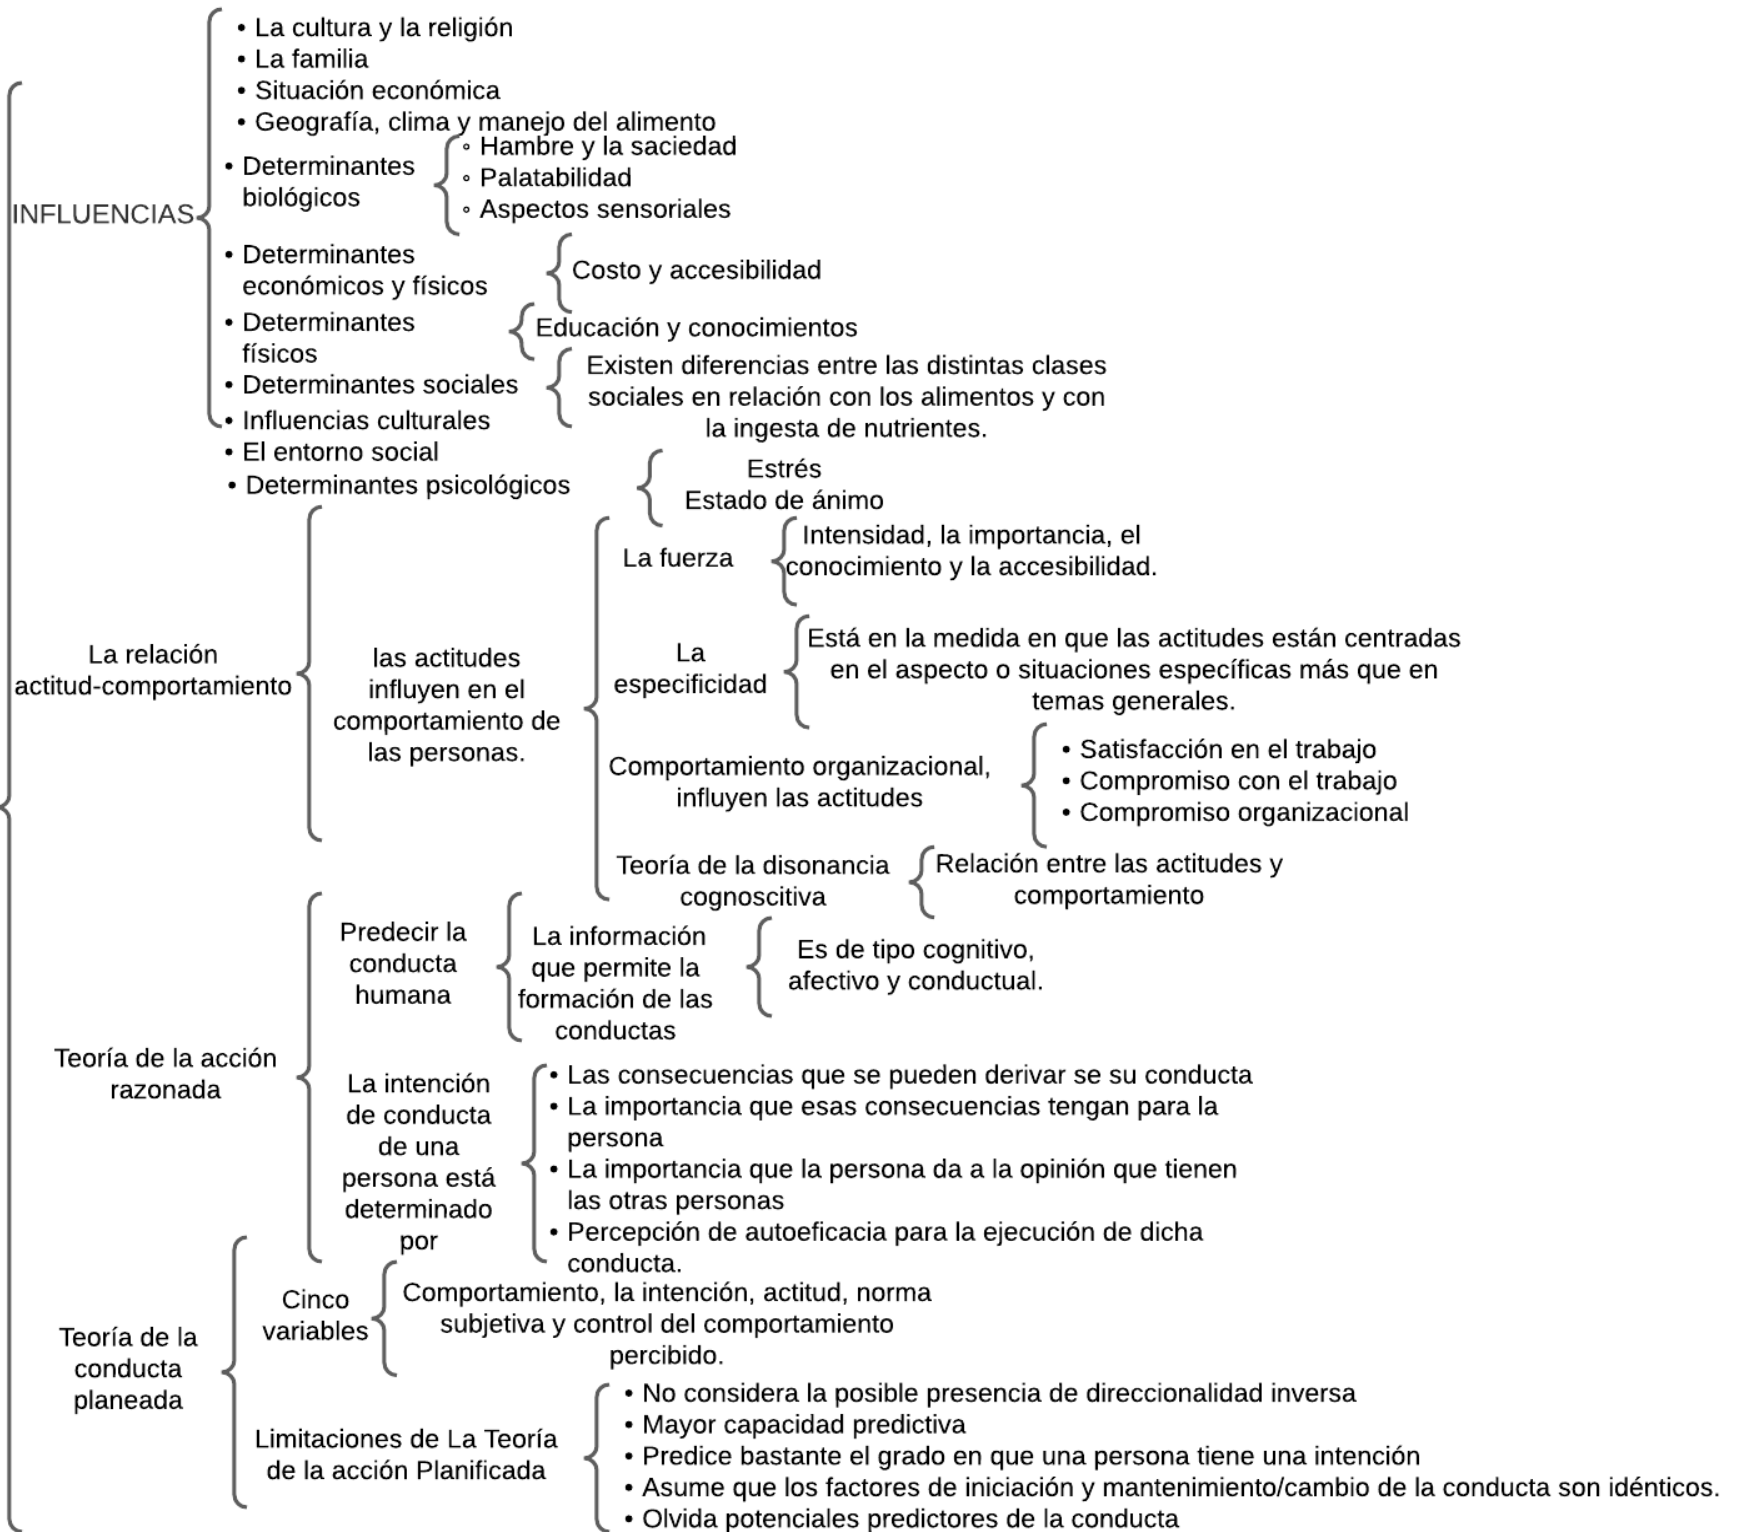 • La cultura y la religión
• La familia
• Situación económica
• Geografía, clima y manejo del alimento
• Determinantes
biológicos
◦ Hambre y la saciedad
◦ Palatabilidad
◦ Aspectos sensoriales
INFLUENCIAS
• Determinantes
económicos y físicos
Costo y accesibilidad
• Determinantes
físicos
Educación y conocimientos
• Determinantes sociales
Existen diferencias entre las distintas clases
sociales en relación con los alimentos y con
la ingesta de nutrientes.
• Influencias culturales
• El entorno social
• Determinantes psicológicos
Estrés
Estado de ánimo
La relación
actitud-comportamiento
las actitudes
influyen en el
comportamiento de
las personas.
La fuerza
Intensidad, la importancia, el
conocimiento y la accesibilidad.
La
especificidad
Está en la medida en que las actitudes están centradas
en el aspecto o situaciones específicas más que en
temas generales.
Comportamiento organizacional,
influyen las actitudes
• Satisfacción en el trabajo
• Compromiso con el trabajo
• Compromiso organizacional
Teoría de la disonancia
cognoscitiva
Relación entre las actitudes y
comportamiento
Teoría de la acción
razonada
Predecir la
conducta
humana
La información
que permite la
formación de las
conductas
Es de tipo cognitivo,
afectivo y conductual.
La intención
de conducta
de una
persona está
determinado
por
• Las consecuencias que se pueden derivar se su conducta
• La importancia que esas consecuencias tengan para la
persona
• La importancia que la persona da a la opinión que tienen
las otras personas
• Percepción de autoeficacia para la ejecución de dicha
conducta.
Teoría de la
conducta
planeada
Cinco
variables
Comportamiento, la intención, actitud, norma
subjetiva y control del comportamiento
percibido.
Limitaciones de La Teoría
de la acción Planificada
• No considera la posible presencia de direccionalidad inversa
• Mayor capacidad predictiva
• Predice bastante el grado en que una persona tiene una intención
• Asume que los factores de iniciación y mantenimiento/cambio de la conducta son idénticos.
• Olvida potenciales predictores de la conducta